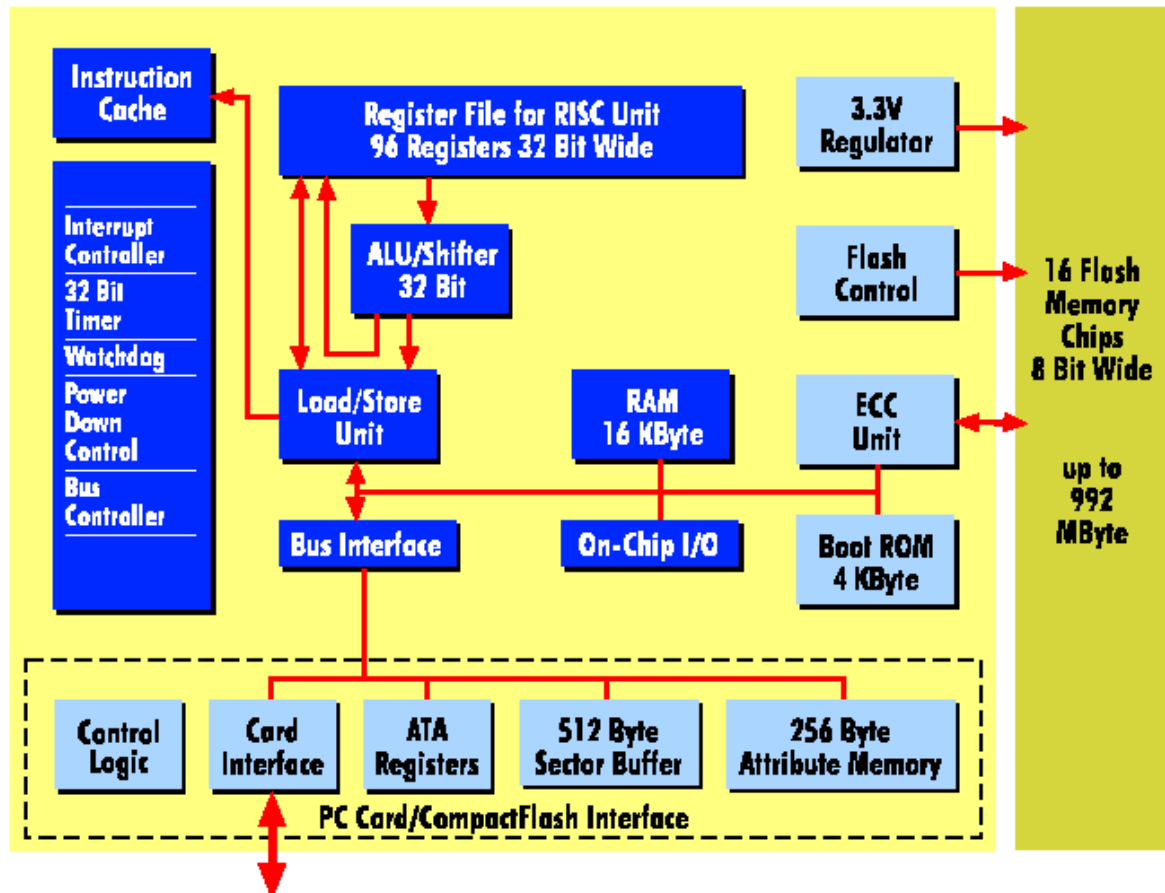 Instruction
Cache
Register File for RISC Unit
96 Registers 32 Bit Wide
3.3V
Regulator
Interrupt
Controller
32 Bit
Timer
Watchdog
Power
Down
Control
Bus
Controller
ALU/Shifter
32 Bit
Flash
Control
16 Flash
Memory
Chips
8 Bit Wide
up to
992
MByte
Load/Store
Unit
RAM
16 KByte
ECC
Unit
Bus Interface
On-Chip I/O
Boot ROM
4 KByte
Control
Logic
Card
Interface
ATA
Registers
512 Byte
Sector Buffer
256 Byte
Attribute Memory
PC Card/CompactFlash Interface